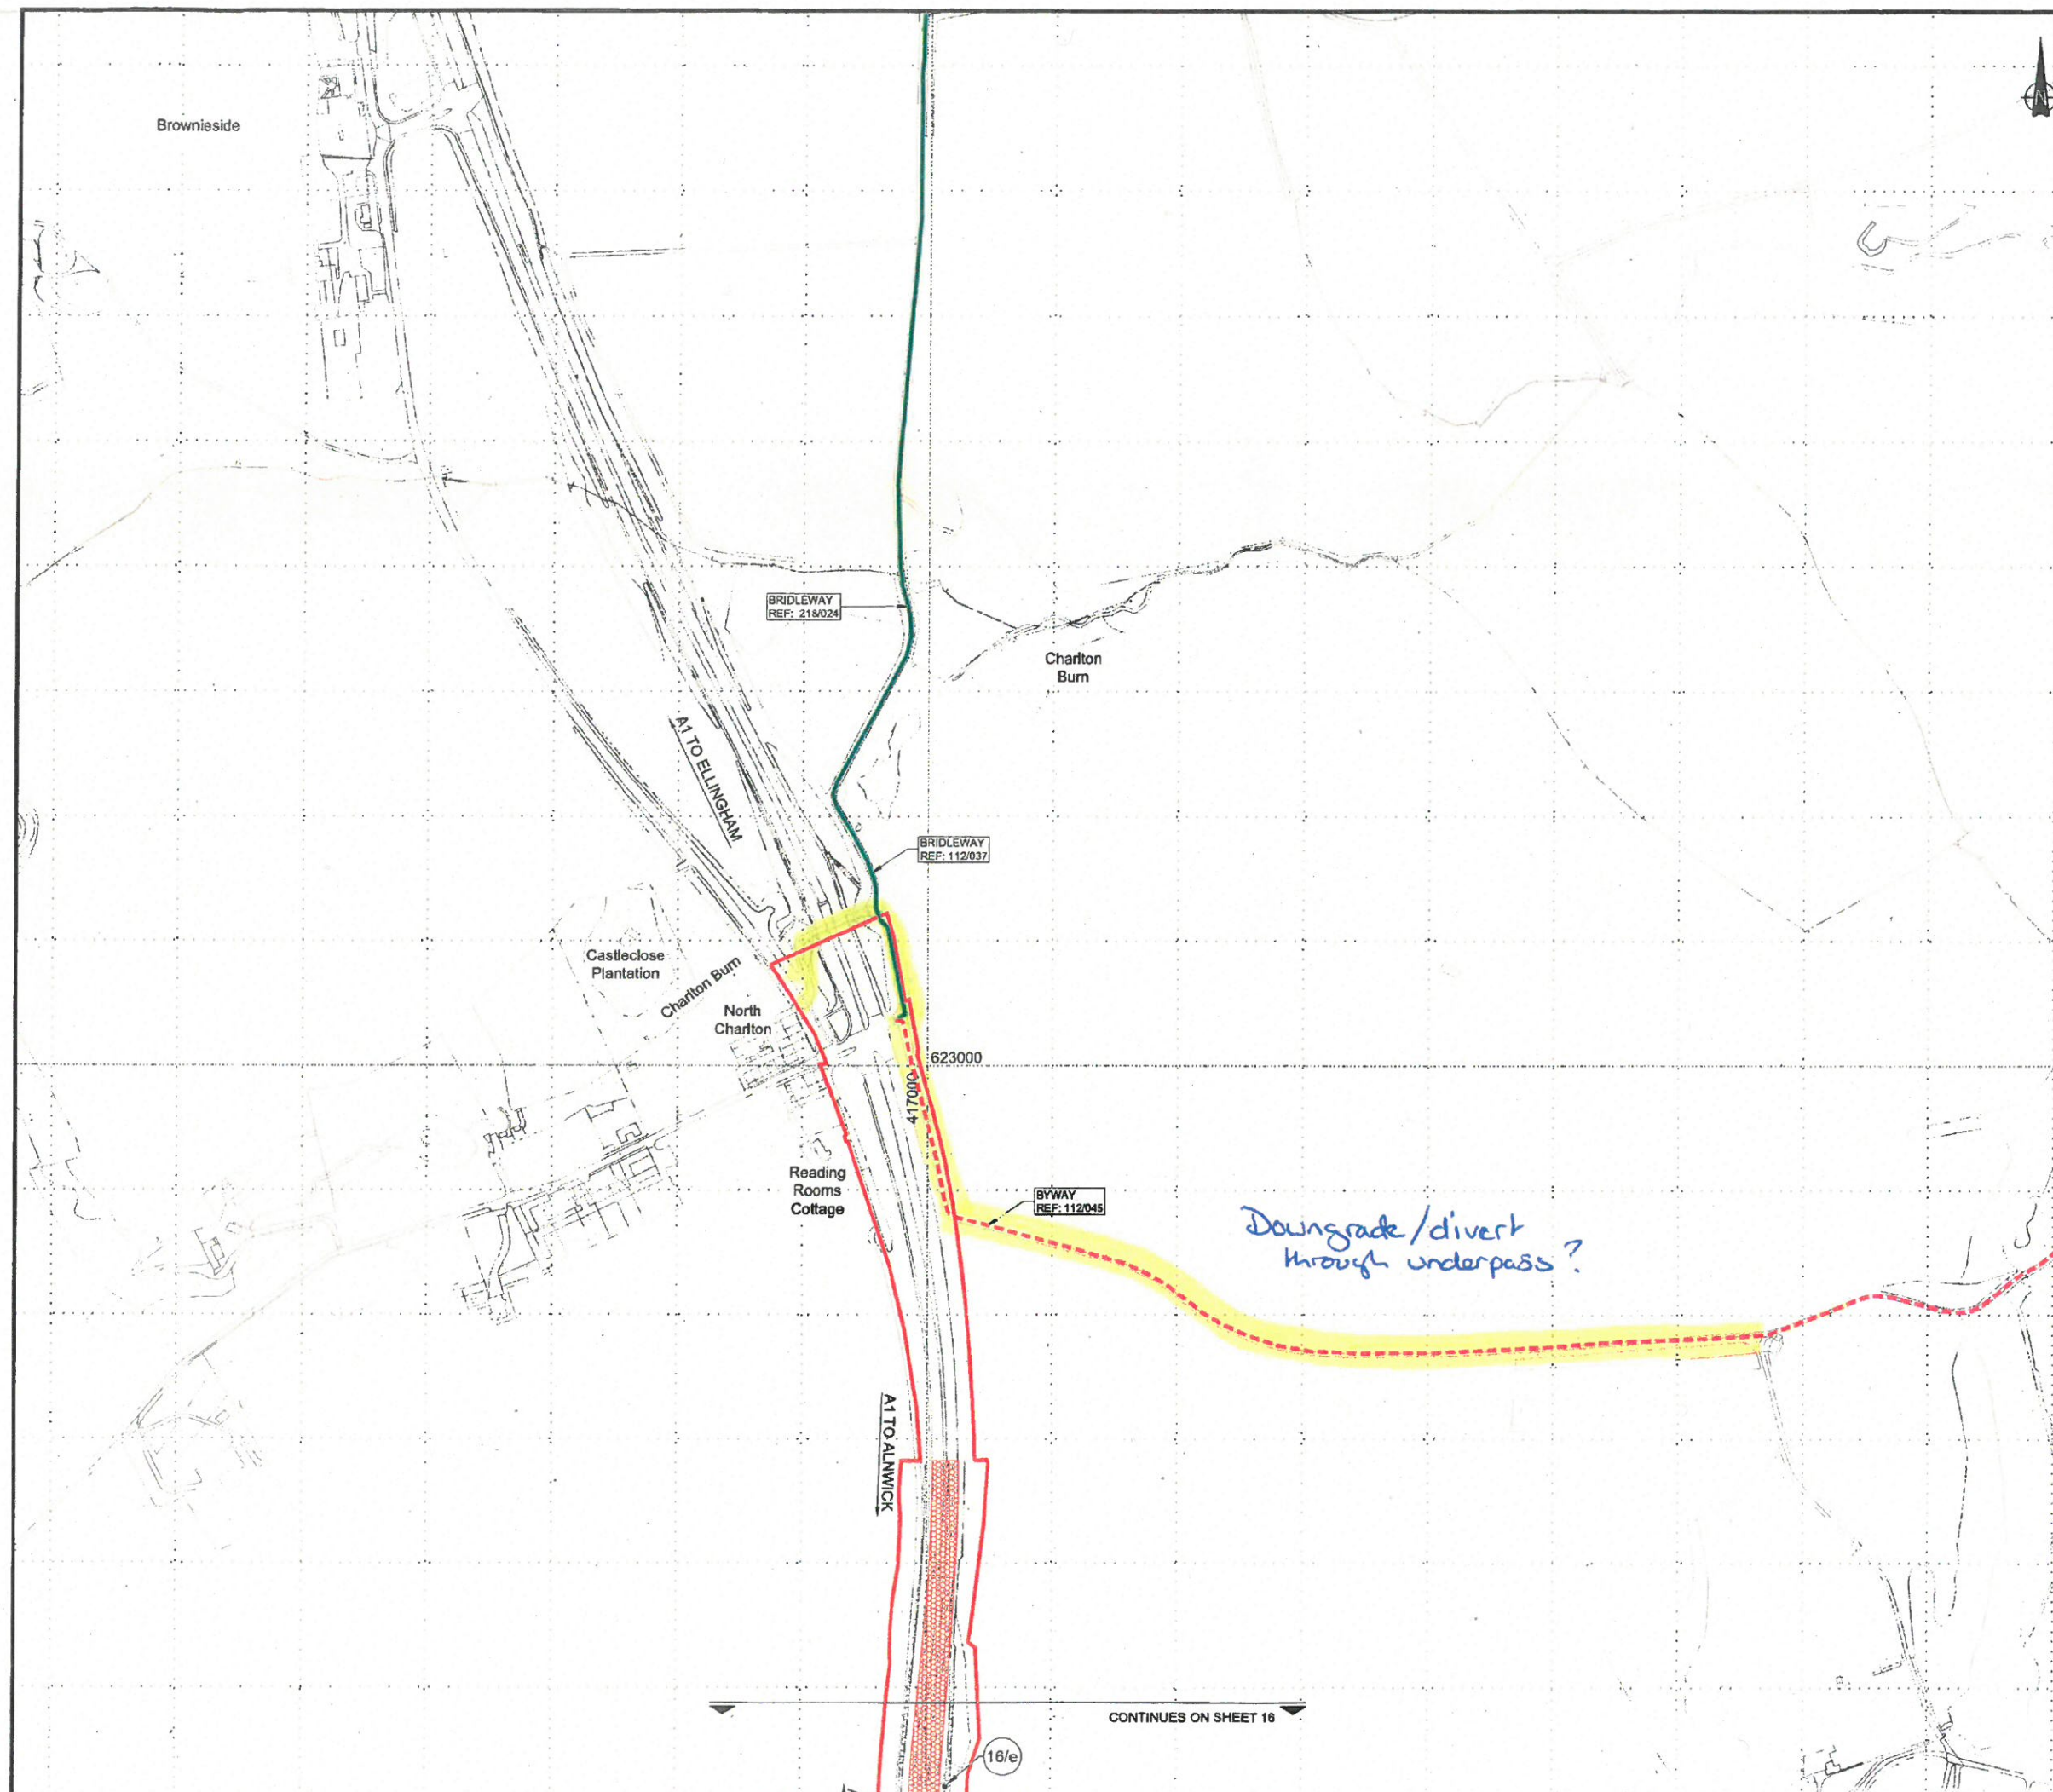 N
Brownieside
BRIDLEWAY
REF: 218/024
Charlton
Burn
A1 TO ELLINGHAM
BRIDLEWAY
REF: 112/037
Castleclose
Plantation
Charlton Burn
North
Charlton
623000
417000
Reading
Rooms
Cottage
BYWAY
REF: 112/045
Downgrade/divert
through underpass?
A1 TO ALNWICK
CONTINUES ON SHEET 16
16/e